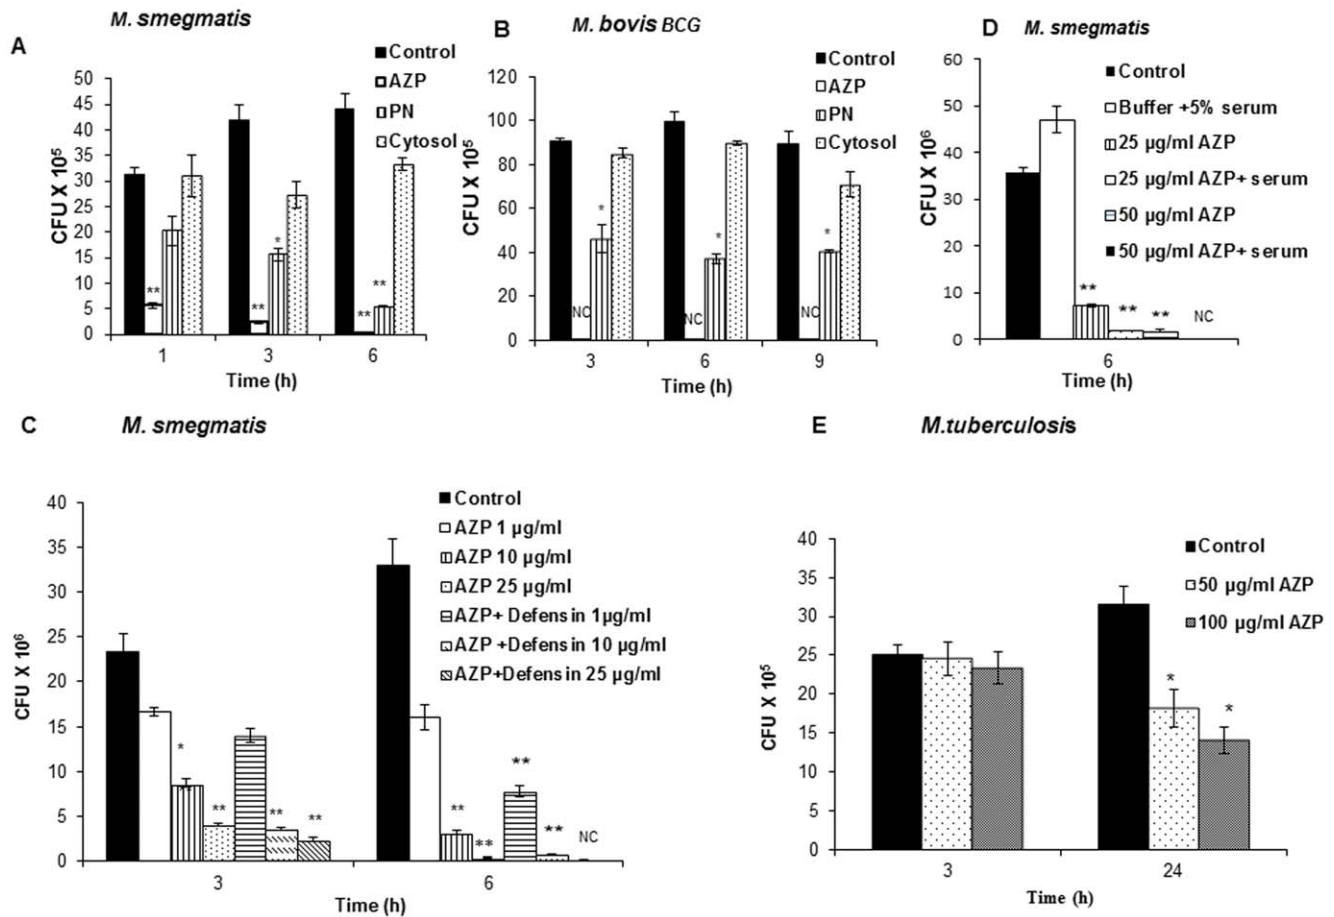 A
M. smegmatis
Control
AZP
PN
Cytosol
CFU X 10⁵
50
45
40
35
30
25
20
15
10
5
0
**
**
*
**
**
1
3
6
Time (h)
B
M. bovis BCG
Control
AZP
PN
Cytosol
CFU X 10⁵
120
100
80
60
40
20
0
NC
*
NC
*
NC
*
3
6
9
Time (h)
D
M. smegmatis
Control
Buffer +5% serum
25 µg/ml AZP
25 µg/ml AZP+ serum
50 µg/ml AZP
50 µg/ml AZP+ serum
CFU X 10⁶
60
50
40
30
20
10
0
**
**
**
NC
6
Time (h)
C
M. smegmatis
Control
AZP 1 µg/ml
AZP 10 µg/ml
AZP 25 µg/ml
AZP+ Defensin 1µg/ml
AZP +Defensin 10 µg/ml
AZP+Defensin 25 µg/ml
CFU X 10⁶
40
35
30
25
20
15
10
5
0
*
**
**
**
**
**
**
**
**
NC
3
6
Time (h)
E
M.tuberculosis
Control
50 µg/ml AZP
100 µg/ml AZP
CFU X 10⁵
40
35
30
25
20
15
10
5
0
*
*
3
24
Time (h)